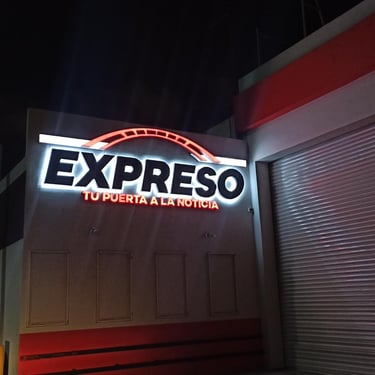 EXPRESO
TU PUERTA A LA NOTICIA